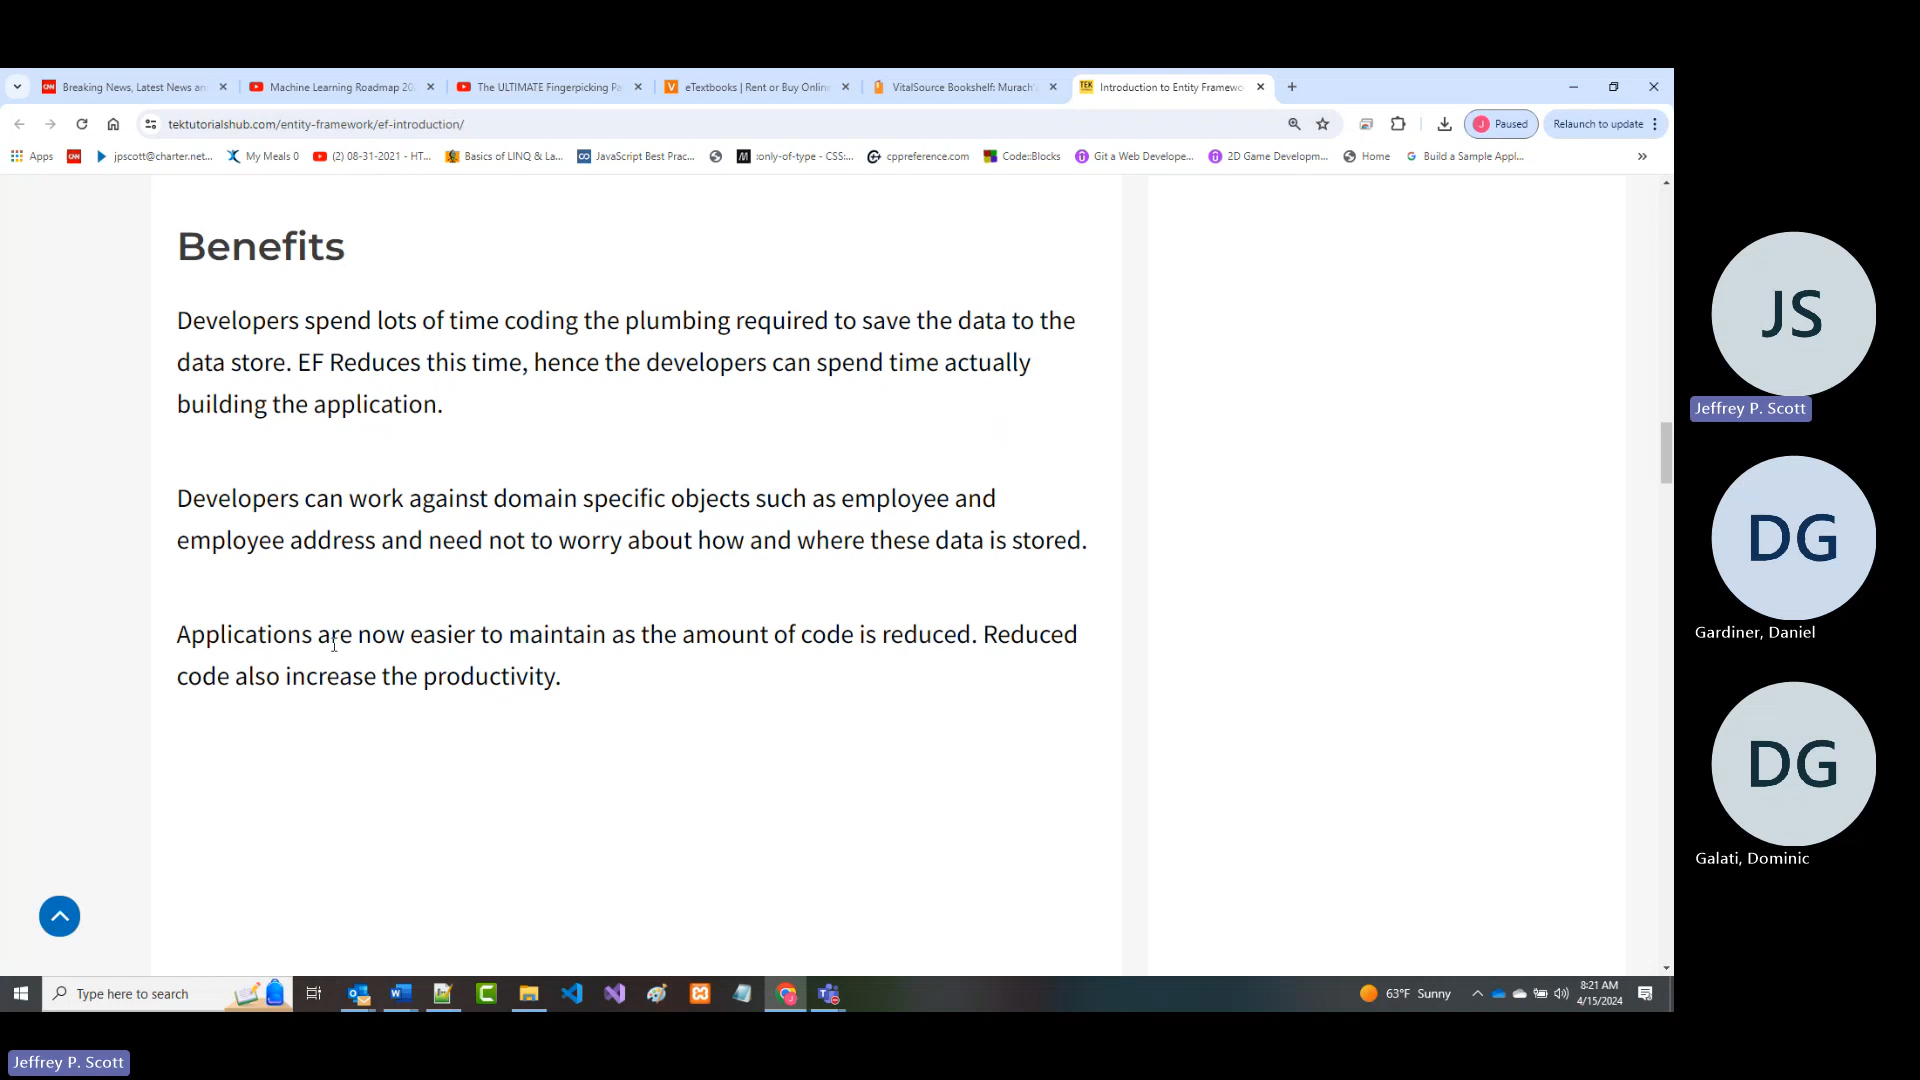 Breaking News, Latest News an
Machine Learning Roadmap 20
The ULTIMATE Fingerpicking Pa
eTextbooks | Rent or Buy Onlin
VitalSource Bookshelf: Murach'
Introduction to Entity Framewo
tektutorialshub.com/entity-framework/ef-introduction/
J
Paused
Relaunch to update
Apps
jpscott@charter.net...
My Meals 0
(2) 08-31-2021 - HT...
Basics of LINQ & La...
JavaScript Best Prac...
:only-of-type - CSS:...
cppreference.com
Code::Blocks
Git a Web Develope...
2D Game Developm...
Home
Build a Sample Appl...
Benefits
Developers spend lots of time coding the plumbing required to save the data to the
data store. EF Reduces this time, hence the developers can spend time actually
building the application.
Developers can work against domain specific objects such as employee and
employee address and need not to worry about how and where these data is stored.
Applications are now easier to maintain as the amount of code is reduced. Reduced
code also increase the productivity.
JS
Jeffrey P. Scott
DG
Gardiner, Daniel
DG
Galati, Dominic
Type here to search
63°F Sunny
8:21 AM
4/15/2024
Jeffrey P. Scott